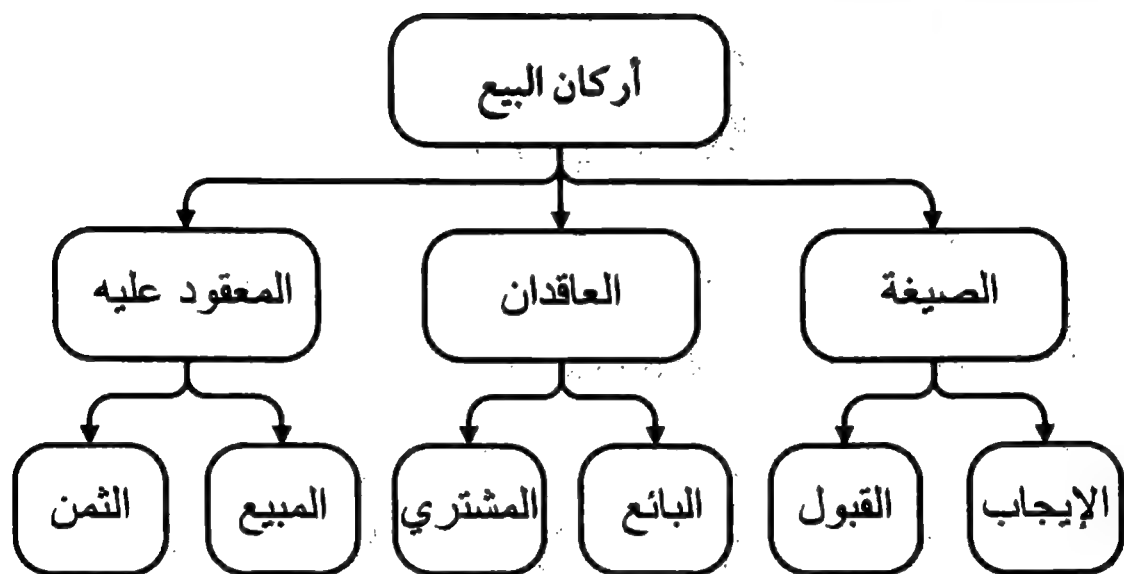 أركان البيع
الصيغة
العاقدان
المعقود عليه
الإيجاب
القبول
البائع
المشتري
المبيع
الثمن